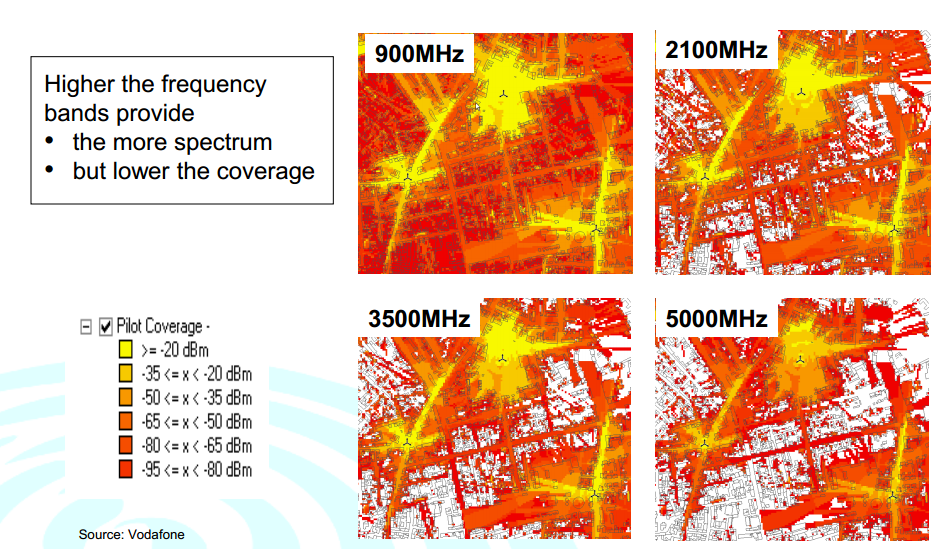 Higher the frequency
bands provide
• the more spectrum
• but lower the coverage
900MHz
2100MHz
3500MHz
5000MHz
Pilot Coverage -
>= -20 dBm
-35 <= x < -20 dBm
-50 <= x < -35 dBm
-65 <= x < -50 dBm
-80 <= x < -65 dBm
-95 <= x < -80 dBm
Source: Vodafone